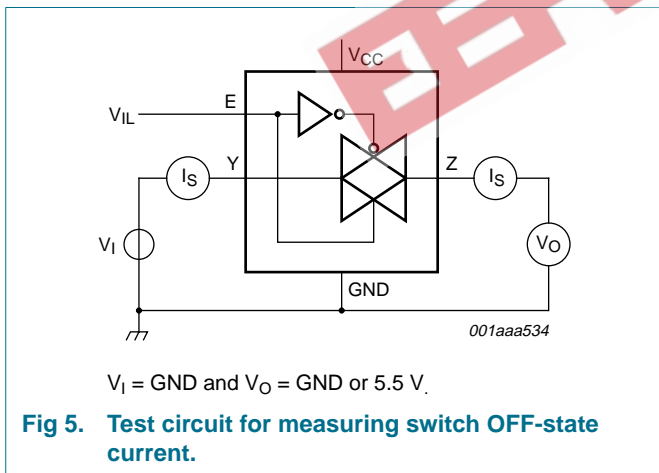 VCC
E
VIL
IS
Y
Z
IS
VI
VO
GND
001aaa534
VI = GND and VO = GND or 5.5 V.
Fig 5. Test circuit for measuring switch OFF-state
current.